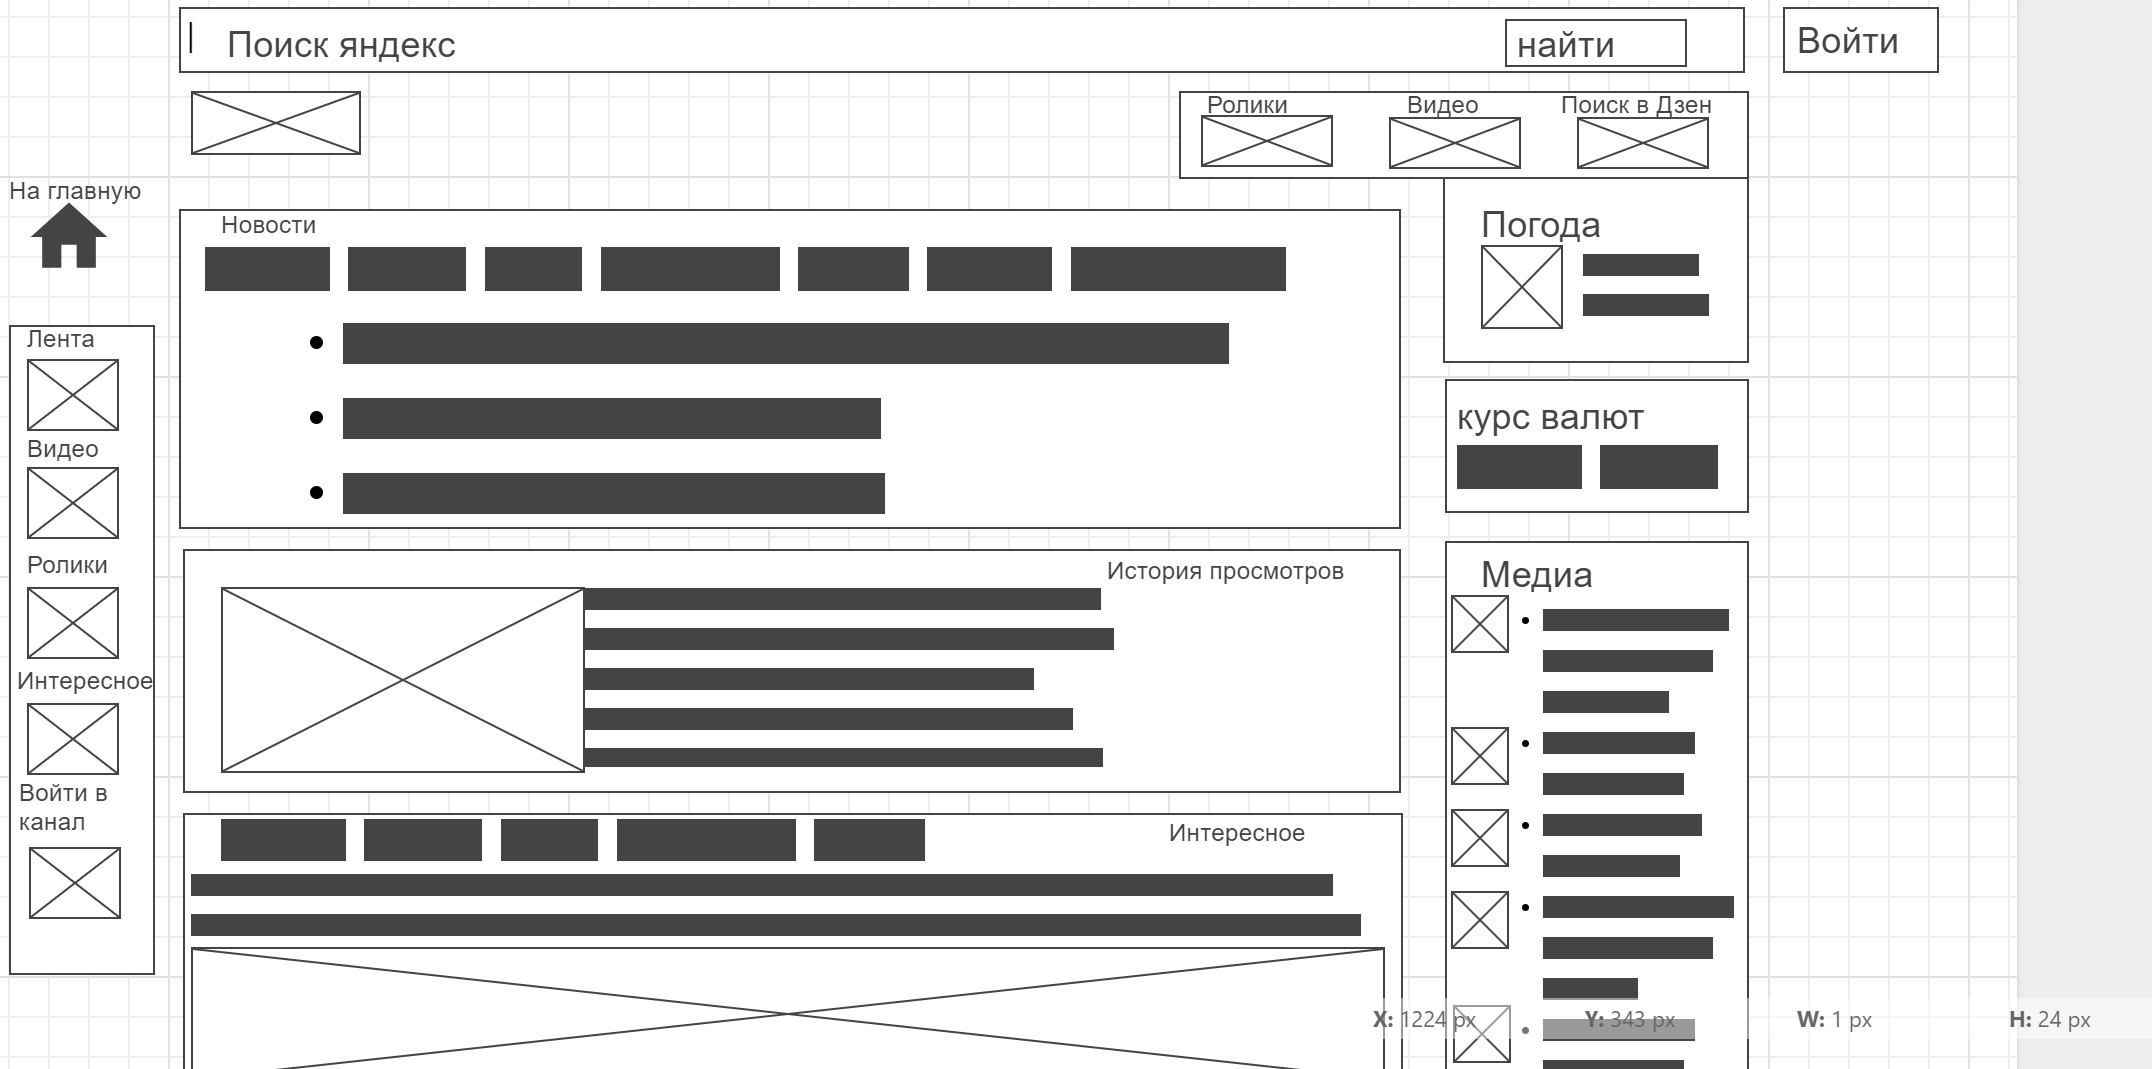 Поиск яндекс
найти
Войти
Ролики
Видео
Поиск в Дзен
На главную
Новости
Погода
Лента
Видео
Ролики
Интересное
Войти в
канал
курс валют
История просмотров
Медиа
Интересное
X: 1224 px
Y: 343 px
W: 1 px
H: 24 px